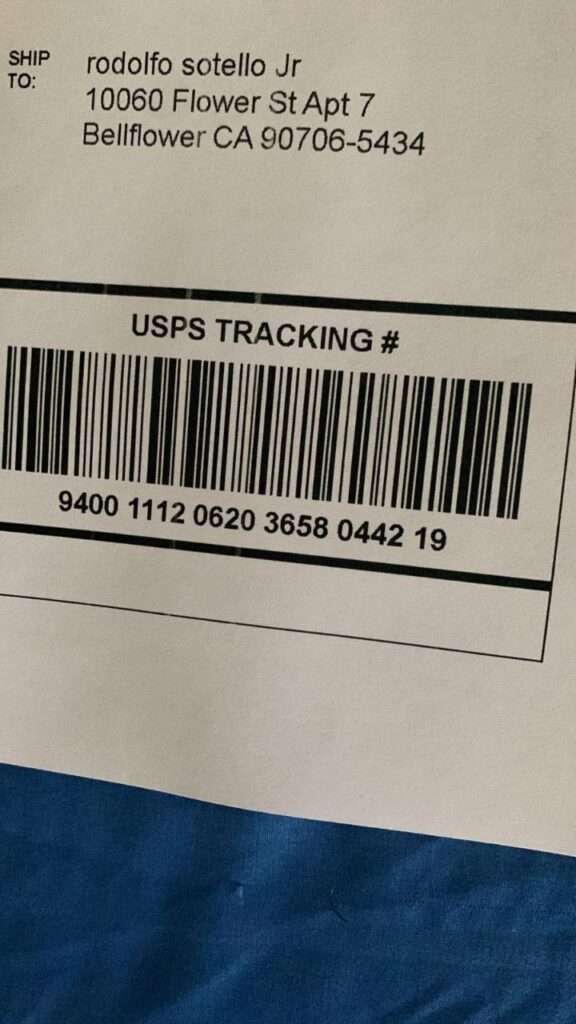 SHIP
TO:
rodolfo sotello Jr
10060 Flower St Apt 7
Bellflower CA 90706-5434
USPS TRACKING #
9400 1112 0620 3658 0442 19